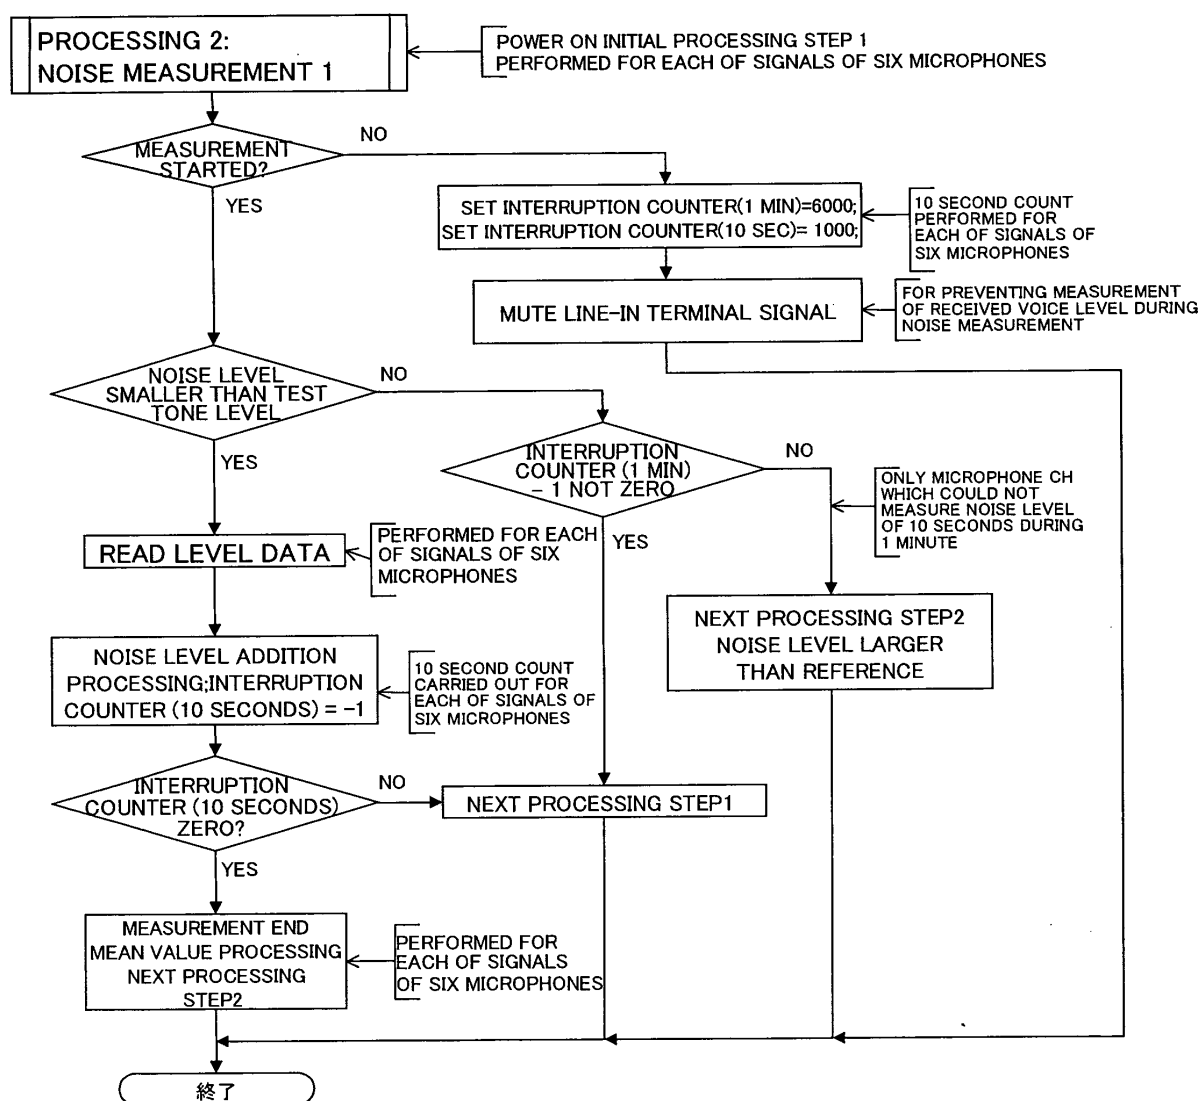 PROCESSING 2:
NOISE MEASUREMENT 1
POWER ON INITIAL PROCESSING STEP 1
PERFORMED FOR EACH OF SIGNALS OF SIX MICROPHONES
MEASUREMENT
STARTED?
NO
YES
SET INTERRUPTION COUNTER(1 MIN)=6000;
SET INTERRUPTION COUNTER(10 SEC)= 1000;
10 SECOND COUNT
PERFORMED FOR
EACH OF SIGNALS OF
SIX MICROPHONES
MUTE LINE-IN TERMINAL SIGNAL
FOR PREVENTING MEASUREMENT
OF RECEIVED VOICE LEVEL DURING
NOISE MEASUREMENT
NOISE LEVEL
SMALLER THAN TEST
TONE LEVEL
NO
YES
INTERRUPTION
COUNTER (1 MIN)
- 1 NOT ZERO
NO
YES
ONLY MICROPHONE CH
WHICH COULD NOT
MEASURE NOISE LEVEL
OF 10 SECONDS DURING
1 MINUTE
READ LEVEL DATA
PERFORMED FOR EACH
OF SIGNALS OF SIX
MICROPHONES
NEXT PROCESSING STEP2
NOISE LEVEL LARGER
THAN REFERENCE
NOISE LEVEL ADDITION
PROCESSING;INTERRUPTION
COUNTER (10 SECONDS) = -1
10 SECOND COUNT
CARRIED OUT FOR
EACH OF SIGNALS OF
SIX MICROPHONES
INTERRUPTION
COUNTER (10 SECONDS)
ZERO?
NO
YES
NEXT PROCESSING STEP1
MEASUREMENT END
MEAN VALUE PROCESSING
NEXT PROCESSING
STEP2
PERFORMED FOR
EACH OF SIGNALS
OF SIX MICROPHONES
終了